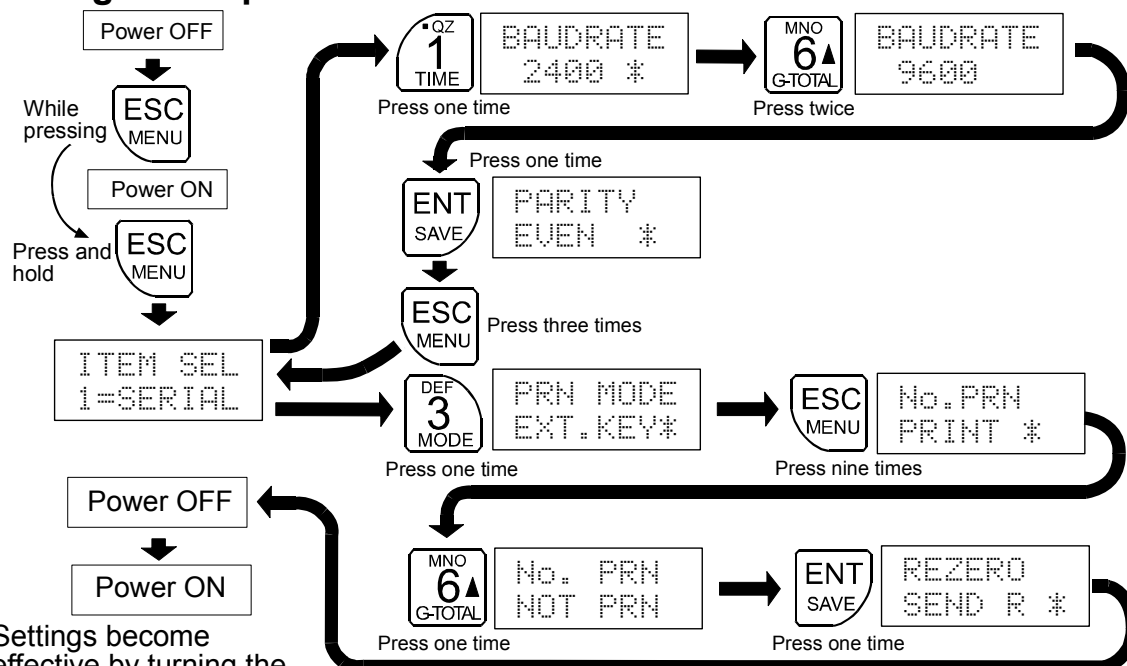 Power OFF
While
pressing
ESC
MENU
Power ON
Press and
hold
ESC
MENU
ITEM SEL
1=SERIAL
▪QZ
1
TIME
Press one time
BAUDRATE
2400 *
MNO
6▲
G-TOTAL
Press twice
BAUDRATE
9600
Press one time
ENT
SAVE
PARITY
EVEN *
ESC
MENU
Press three times
DEF
3
MODE
Press one time
PRN MODE
EXT.KEY*
ESC
MENU
Press nine times
No.PRN
PRINT *
MNO
6▲
G-TOTAL
Press one time
No. PRN
NOT PRN
ENT
SAVE
Press one time
REZERO
SEND R *
Power OFF
Power ON
Settings become
effective by turning the